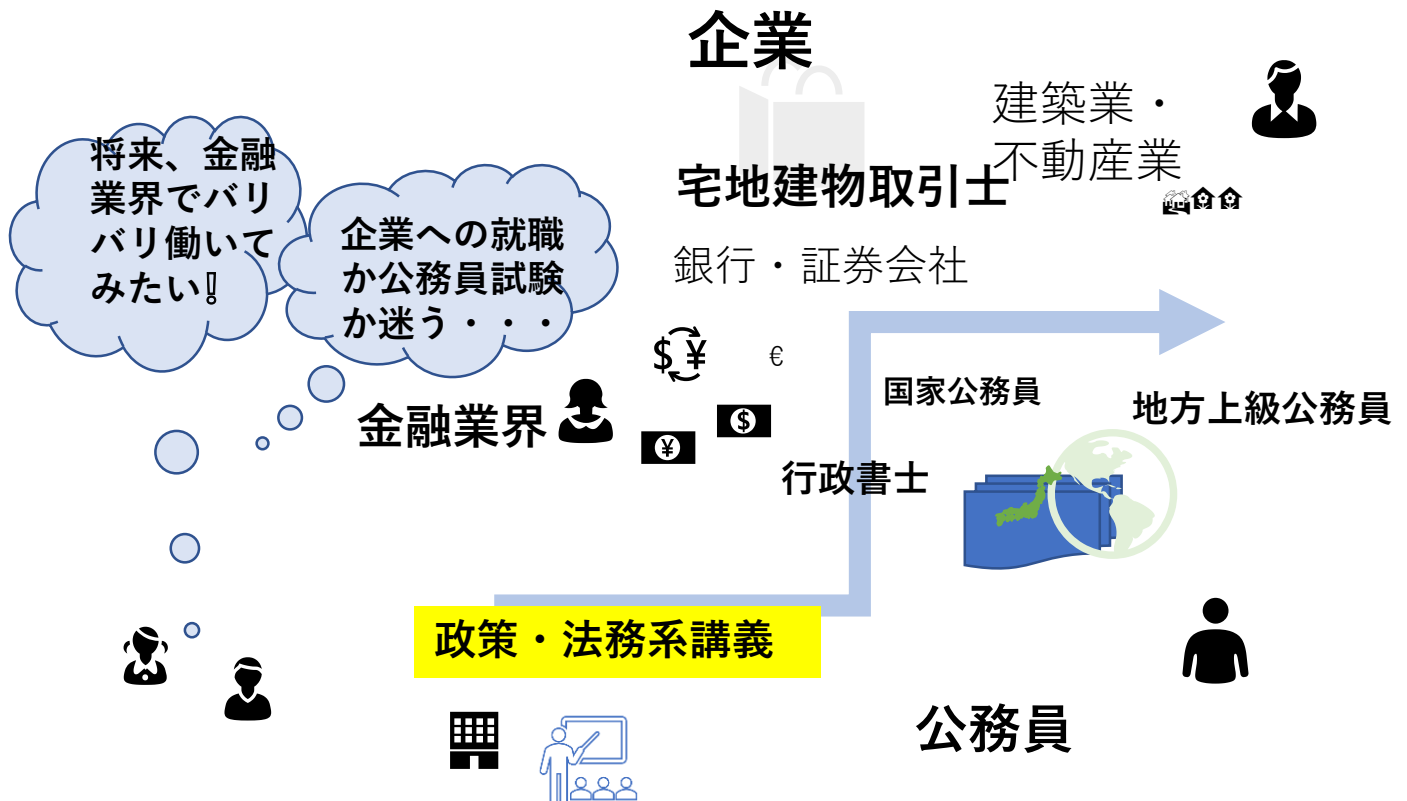 企業
建築業・
不動産業
将来、金融
業界でバリ
バリ働いて
みたい‼
企業への就職
か公務員試験
か迷う・・・
宅地建物取引士
銀行・証券会社
$ ¥
€
国家公務員
地方上級公務員
金融業界
$
¥
行政書士
政策・法務系講義
公務員